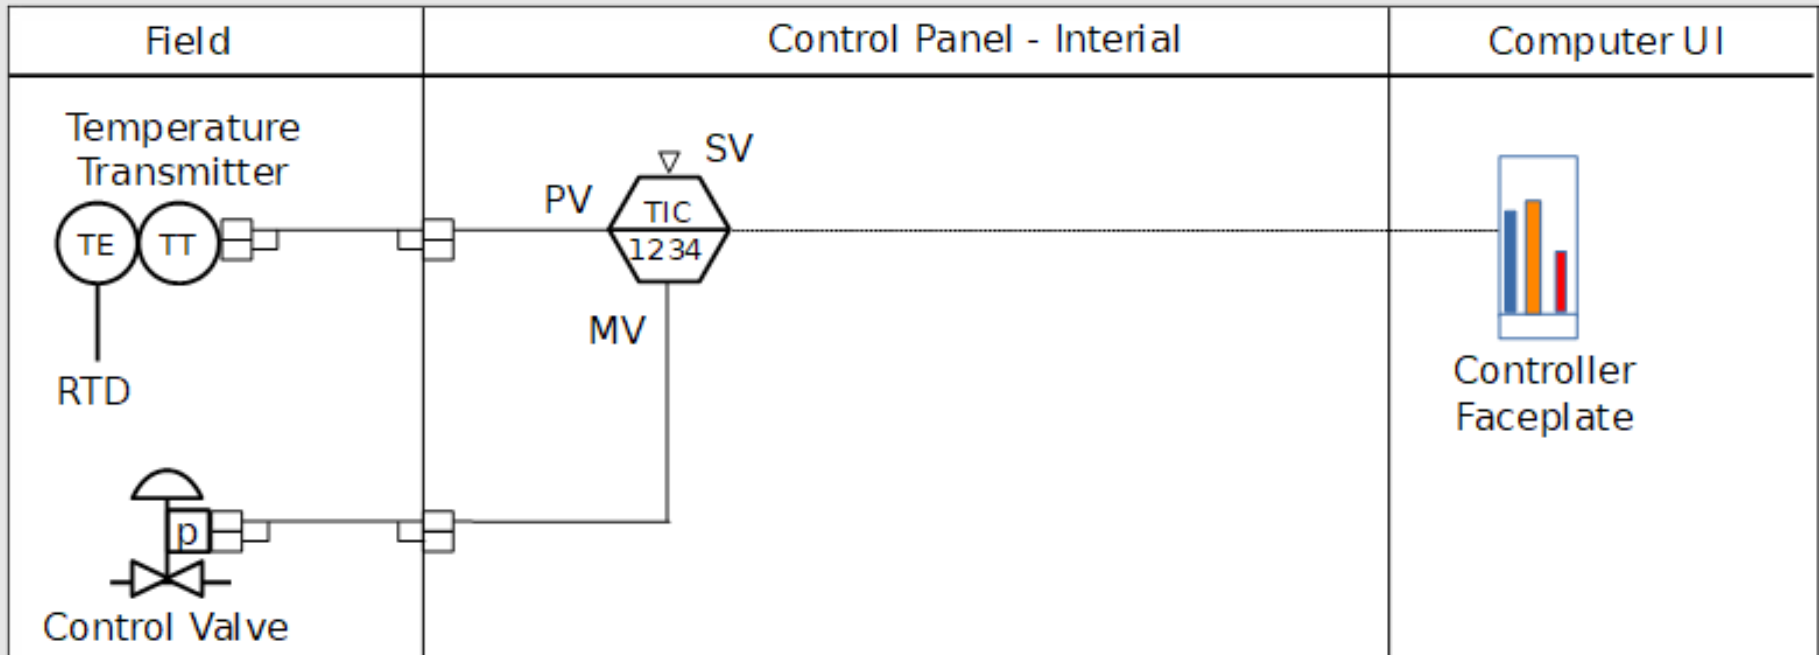 Field
Control Panel - Interial
Computer UI
Temperature
Transmitter
SV
PV
TIC
1234
TE
TT
MV
RTD
Controller
Faceplate
p
Control Valve